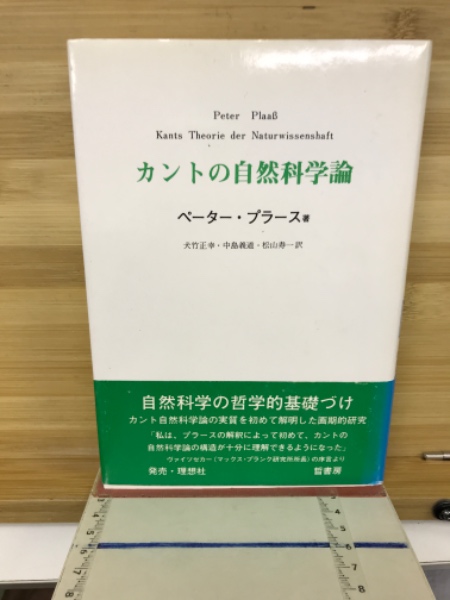 Peter Plaaß
Kants Theorie der Naturwissenshaft
カントの自然科学論
ペーター・プラース著
犬竹正幸・中島義道・松山寿一訳
自然科学の哲学的基礎づけ
カント自然科学論の実質を初めて解明した画期的研究
「私は、プラースの解釈によって初めて、カントの
自然科学論の構造が十分に理解できるようになった」
ヴァイツゼカー(マックス・プランク研究所所長)の序言より
発売・理想社 晢書房